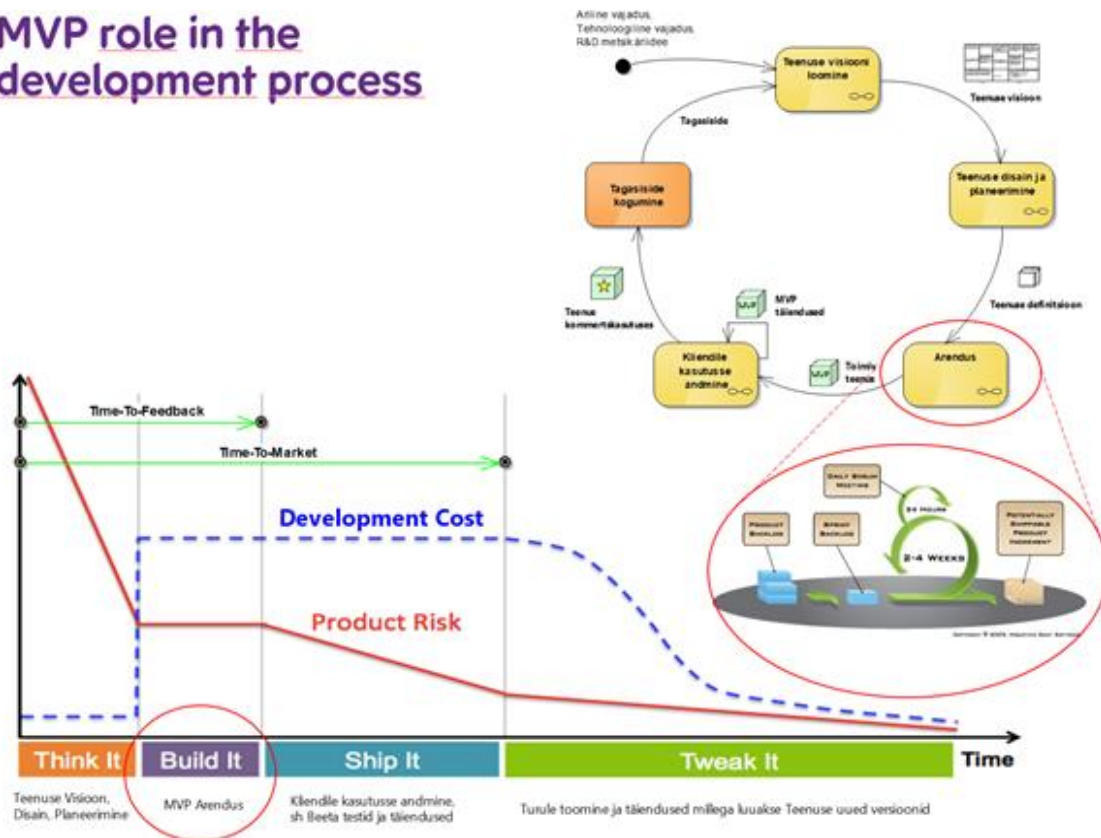 MVP role in the
development process
Äriline vajadus,
Tehnoloogiline vajadus,
R&D metsik äriidee
Teenuse visiooni
loomine
Teenuse visioon
Tagasiside
Tagasiside
kogumine
Teenuse disain ja
planeerimine
Teenus
kommertskasutuses
MVP
MVP
täiendused
Teenuse definitsioon
Kliendile
kasutusse
andmine
MVP
Toimiv
teenus
Arendus
Time-To-Feedback
Time-To-Market
Development Cost
Product Risk
Daily Scrum
Meeting
24 Hours
Product
Backlog
Sprint
Backlog
2-4 Weeks
Potentially
Shippable
Product
Increment
Think It
Build It
Ship It
Tweak It
Time
Teenuse Visioon,
Disain, Planeerimine
MVP Arendus
Kliendile kasutusse andmine,
sh Beeta testid ja täiendused
Turule toomine ja täiendused millega luuakse Teenuse uued versioonid